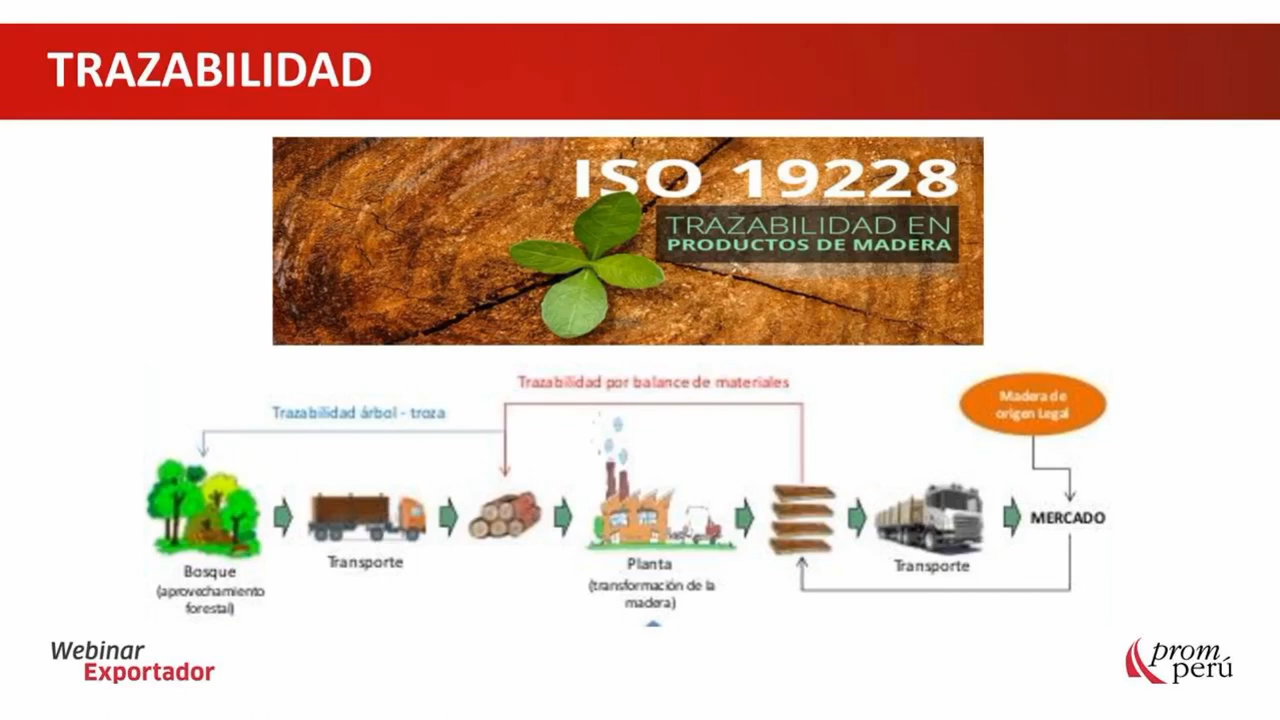 TRAZABILIDAD
ISO 19228
TRAZABILIDAD EN
PRODUCTOS DE MADERA
Trazabilidad por balance de materiales
Trazabilidad árbol - troza
Madera de
origen Legal
MERCADO
Transporte
Planta
(transformación de la
madera)
Transporte
Bosque
(aprovechamiento
forestal)
Webinar
Exportador
prom
perú